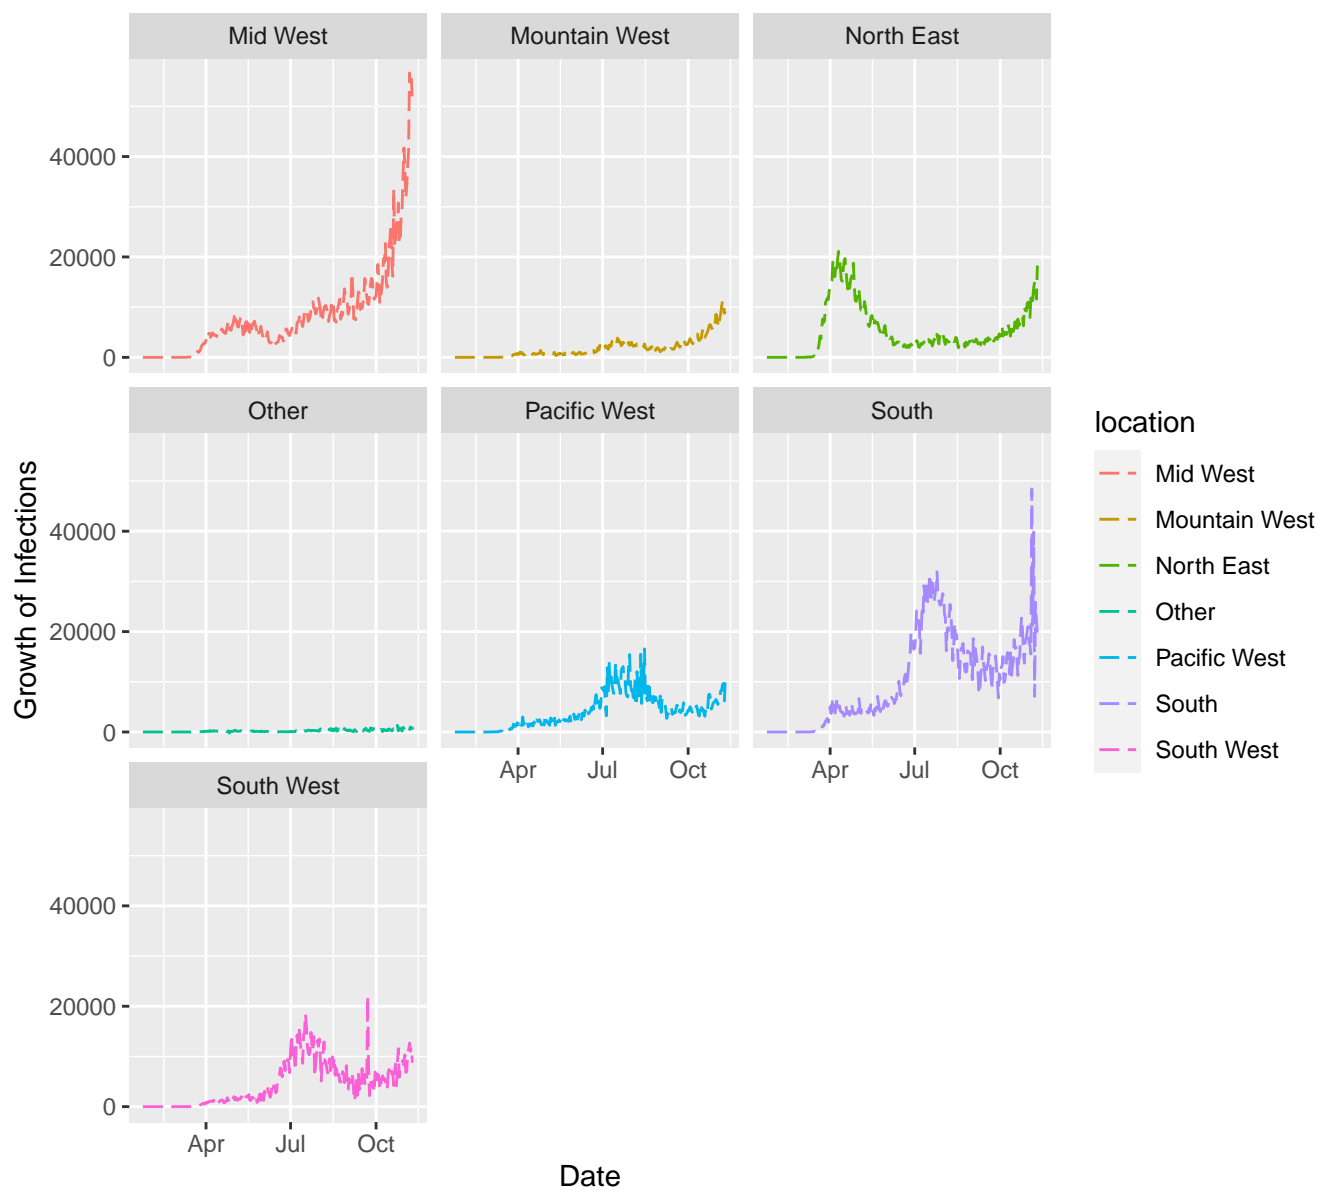 Mid West
Mountain West
North East
40000
20000
0
Other
Pacific West
South
40000
20000
0
Apr
Jul
Oct
Apr
Jul
Oct
South West
40000
20000
0
Apr
Jul
Oct
Growth of Infections
Date
location
Mid West
Mountain West
North East
Other
Pacific West
South
South West